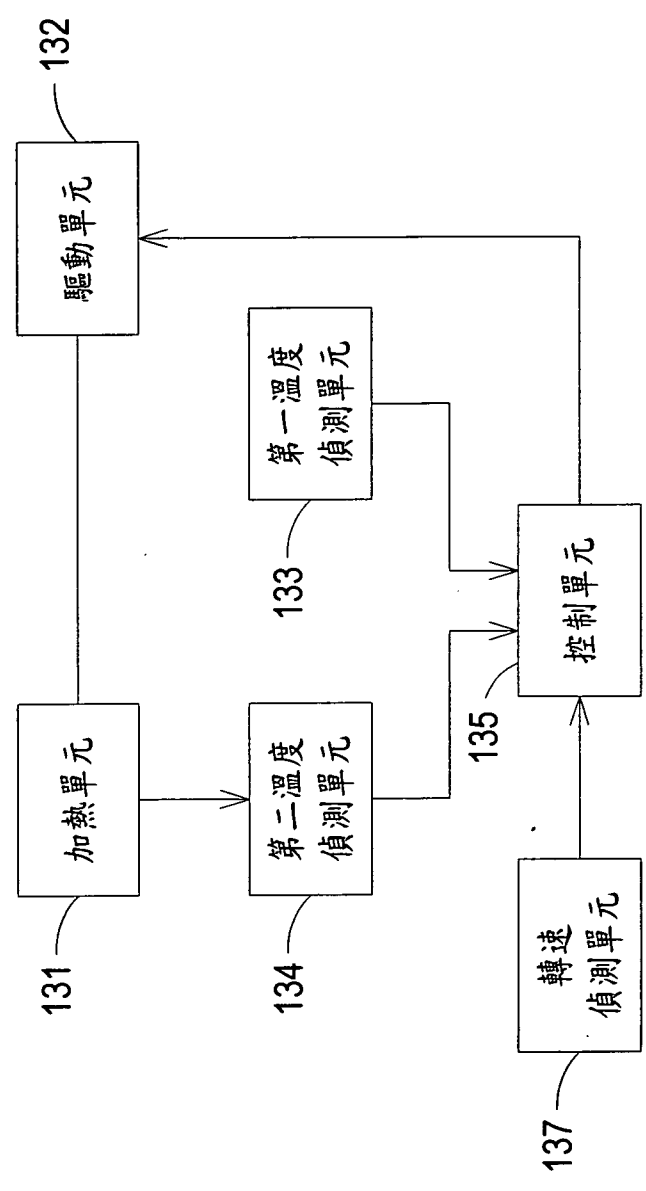 131
加熱單元
驅動單元
132
134
第二溫度
偵測單元
133
第一溫度
偵測單元
135
137
轉速
偵測單元
控制單元